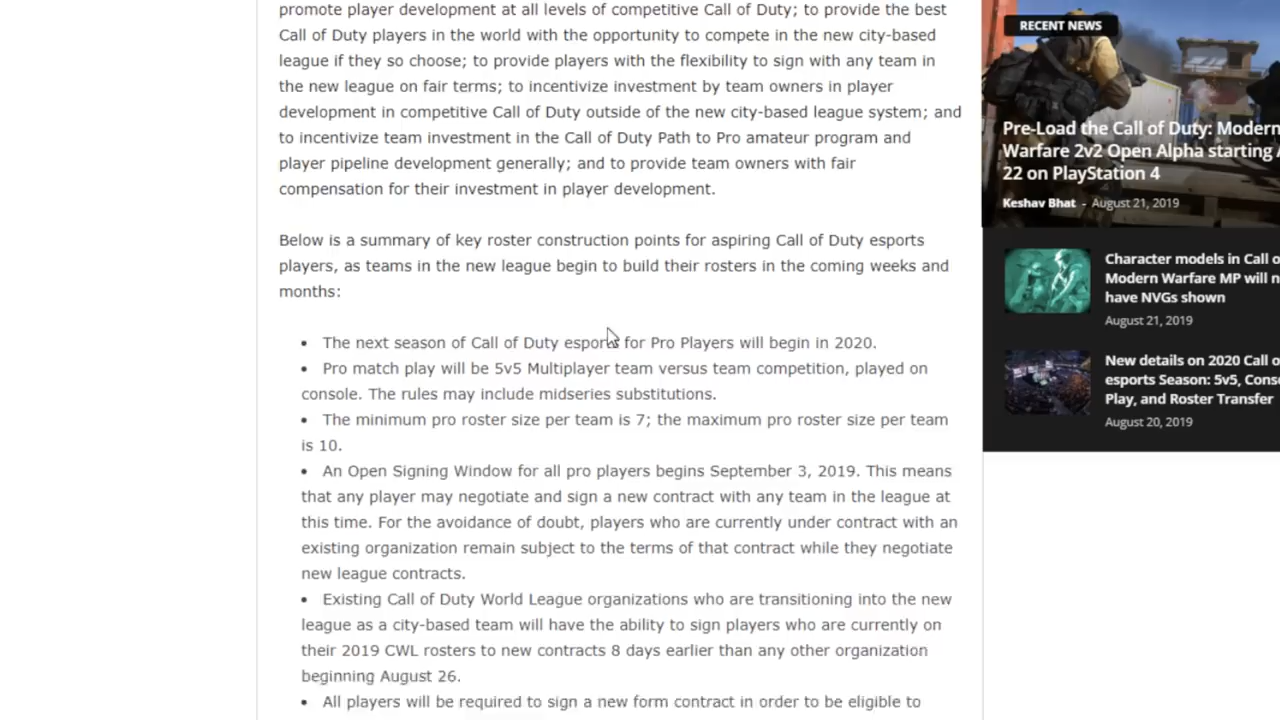 promote player development at all levels of competitive Call of Duty; to provide the best
Call of Duty players in the world with the opportunity to compete in the new city-based
league if they so choose; to provide players with the flexibility to sign with any team in
the new league on fair terms; to incentivize investment by team owners in player
development in competitive Call of Duty outside of the new city-based league system; and
to incentivize team investment in the Call of Duty Path to Pro amateur program and
player pipeline development generally; and to provide team owners with fair
compensation for their investment in player development.
Below is a summary of key roster construction points for aspiring Call of Duty esports
players, as teams in the new league begin to build their rosters in the coming weeks and
months:
• The next season of Call of Duty esports for Pro Players will begin in 2020.
• Pro match play will be 5v5 Multiplayer team versus team competition, played on
console. The rules may include midseries substitutions.
• The minimum pro roster size per team is 7; the maximum pro roster size per team
is 10.
• An Open Signing Window for all pro players begins September 3, 2019. This means
that any player may negotiate and sign a new contract with any team in the league at
this time. For the avoidance of doubt, players who are currently under contract with an
existing organization remain subject to the terms of that contract while they negotiate
new league contracts.
• Existing Call of Duty World League organizations who are transitioning into the new
league as a city-based team will have the ability to sign players who are currently on
their 2019 CWL rosters to new contracts 8 days earlier than any other organization
beginning August 26.
• All players will be required to sign a new form contract in order to be eligible to
RECENT NEWS
Pre-Load the Call of Duty: Modern
Warfare 2v2 Open Alpha starting
22 on PlayStation 4
Keshav Bhat - August 21, 2019
Character models in Call o
Modern Warfare MP will n
have NVGs shown
August 21, 2019
New details on 2020 Call o
esports Season: 5v5, Cons
Play, and Roster Transfer
August 20, 2019